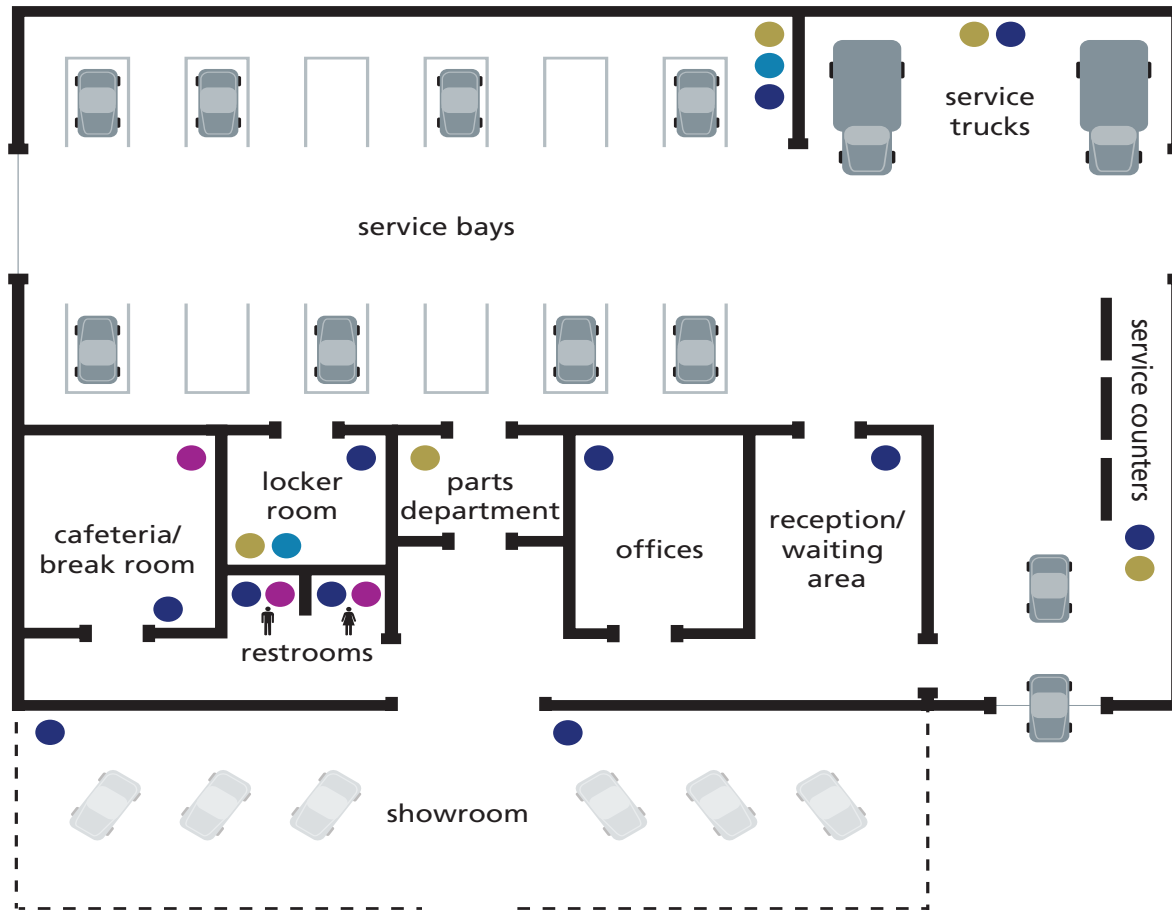 service
trucks
service bays
service counters
locker
room
parts
department
cafeteria/
break room
offices
reception/
waiting
area
restrooms
showroom